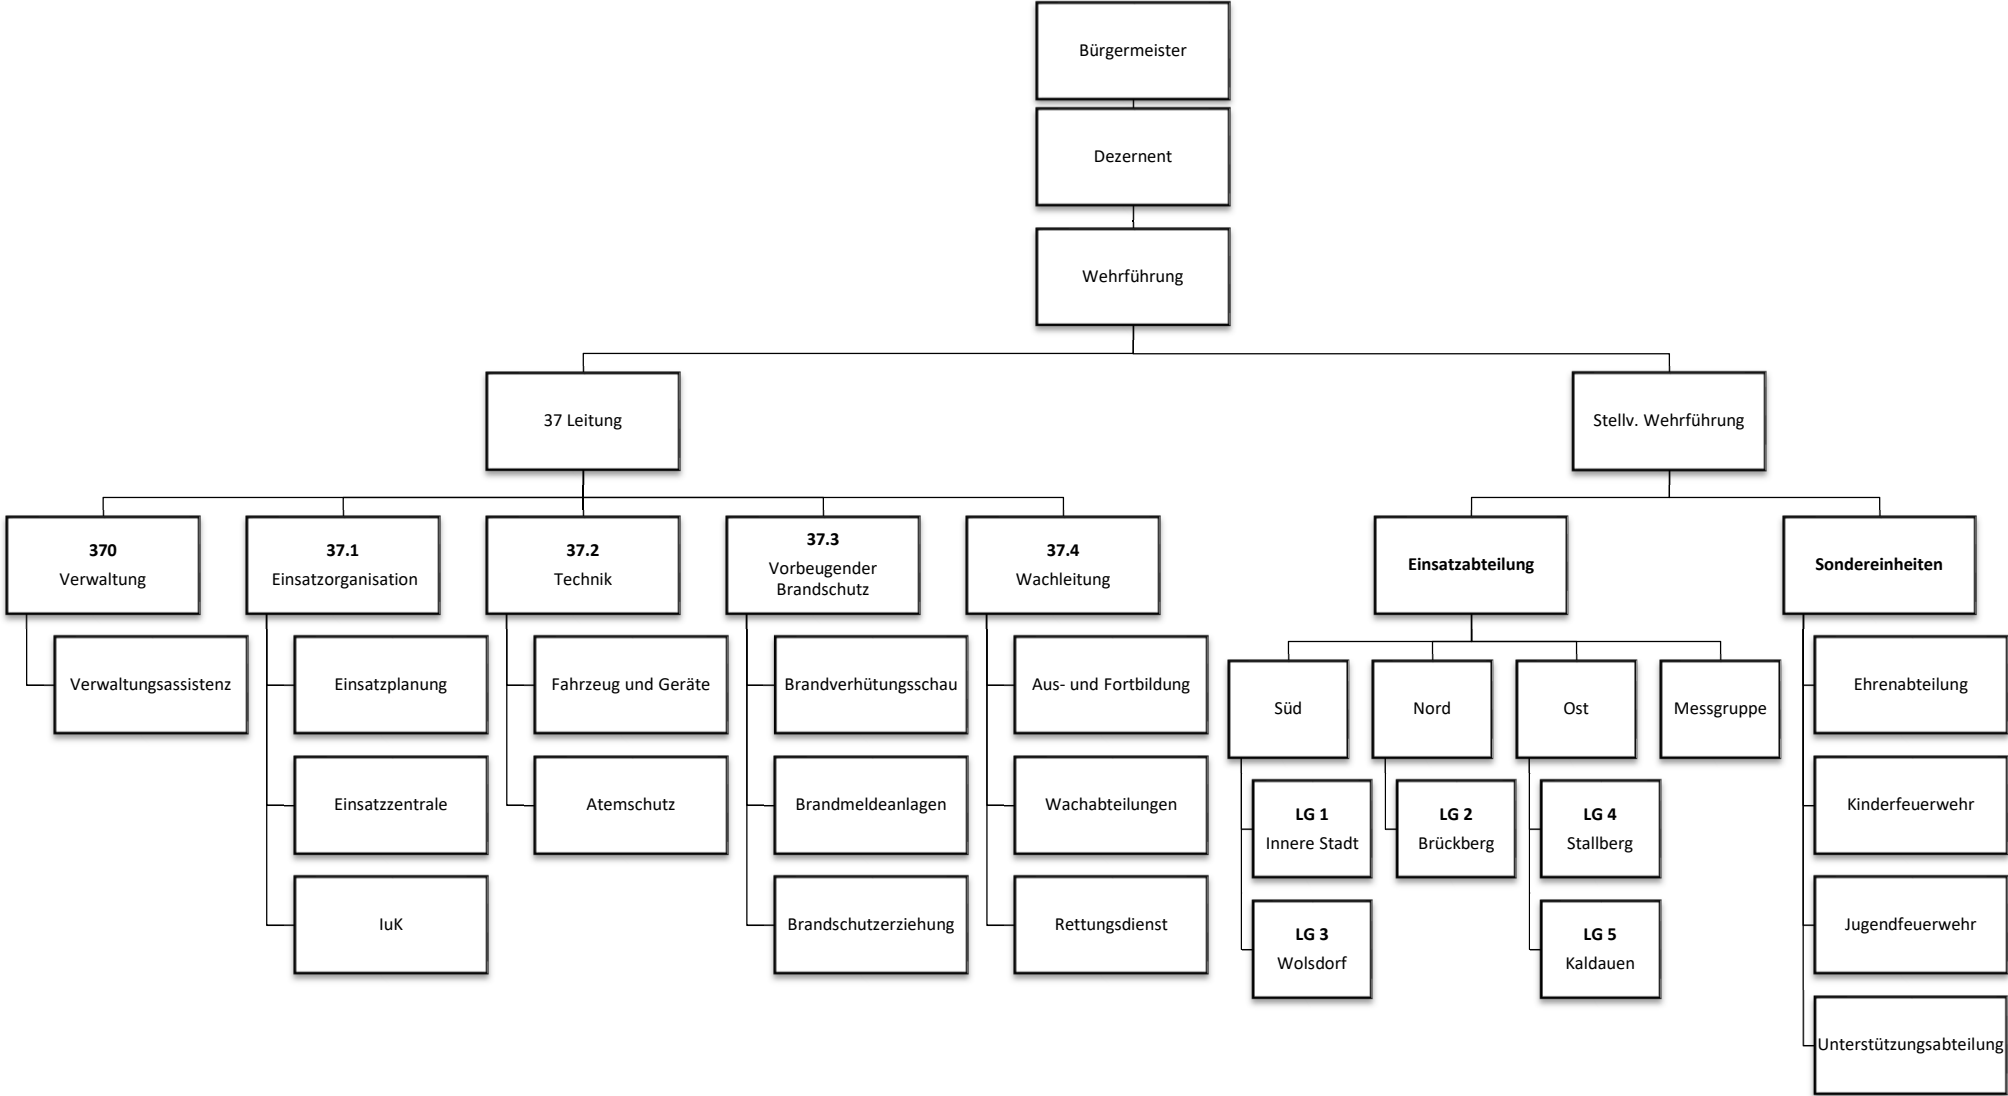 Bürgermeister
Dezernent
Wehrführung
37 Leitung
Stellv. Wehrführung
370
Verwaltung
37.1
Einsatzorganisation
37.2
Technik
37.3
Vorbeugender
Brandschutz
37.4
Wachleitung
Einsatzabteilung
Sondereinheiten
Verwaltungsassistenz
Einsatzplanung
Einsatzzentrale
IuK
Fahrzeug und Geräte
Atemschutz
Brandverhütungsschau
Brandmeldeanlagen
Brandschutzerziehung
Aus- und Fortbildung
Wachabteilungen
Rettungsdienst
Süd
Nord
Ost
Messgruppe
LG 1
Innere Stadt
LG 3
Wolsdorf
LG 2
Brückberg
LG 4
Stallberg
LG 5
Kaldauen
Ehrenabteilung
Kinderfeuerwehr
Jugendfeuerwehr
Unterstützungsabteilung